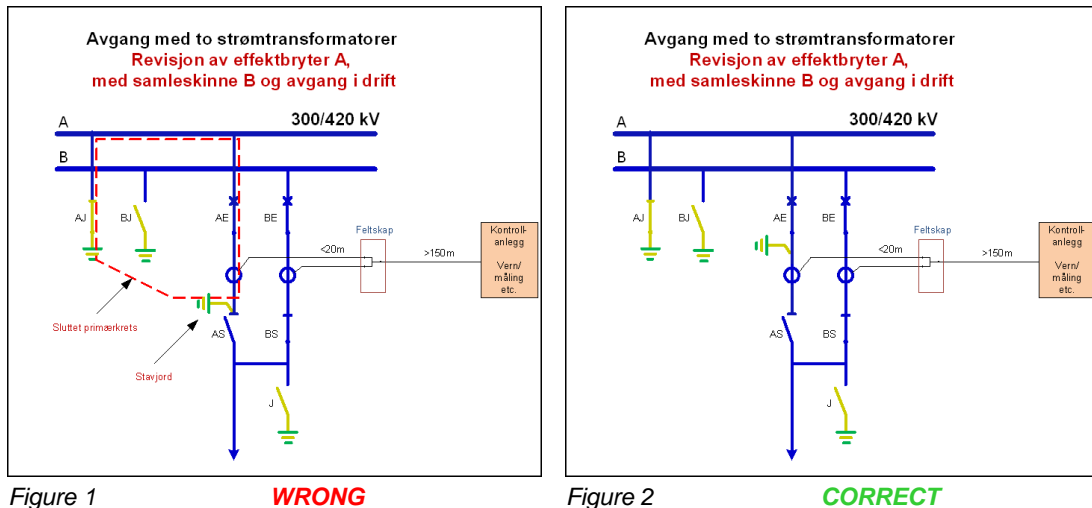 Avgang med to strømtransformatorer
Revisjon av effektbryter A,
med samleskinne B og avgang i drift
A
300/420 kV
B
AJ
BJ
AE
BE
Feltskap
<20m
>150m
Kontroll-
anlegg
Vern/
måling
etc.
Sluttet primærkrets
AS
BS
Stavjord
J
Figure 1
WRONG
Avgang med to strømtransformatorer
Revisjon av effektbryter A,
med samleskinne B og avgang i drift
A
300/420 kV
B
AJ
BJ
AE
BE
Feltskap
<20m
>150m
Kontroll-
anlegg
Vern/
måling
etc.
AS
BS
J
Figure 2
CORRECT